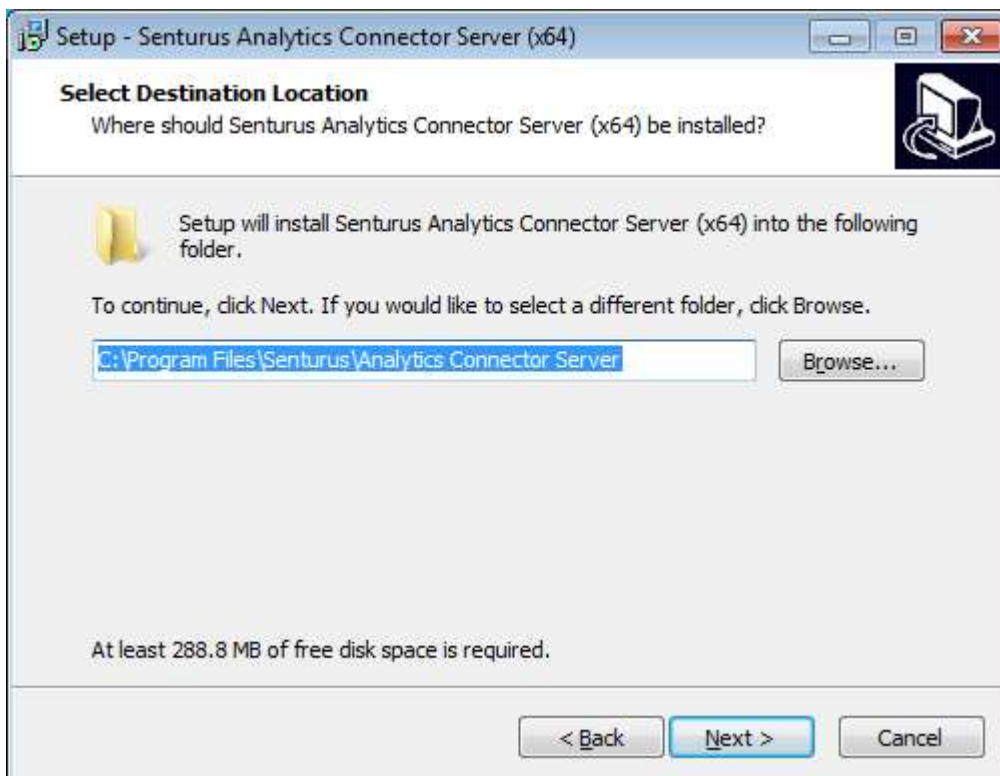 Setup - Senturus Analytics Connector Server (x64)
Select Destination Location
Where should Senturus Analytics Connector Server (x64) be installed?
Setup will install Senturus Analytics Connector Server (x64) into the following
folder.
To continue, click Next. If you would like to select a different folder, click Browse.
C:\Program Files\Senturus\Analytics Connector Server
Browse...
At least 288.8 MB of free disk space is required.
< Back
Next >
Cancel